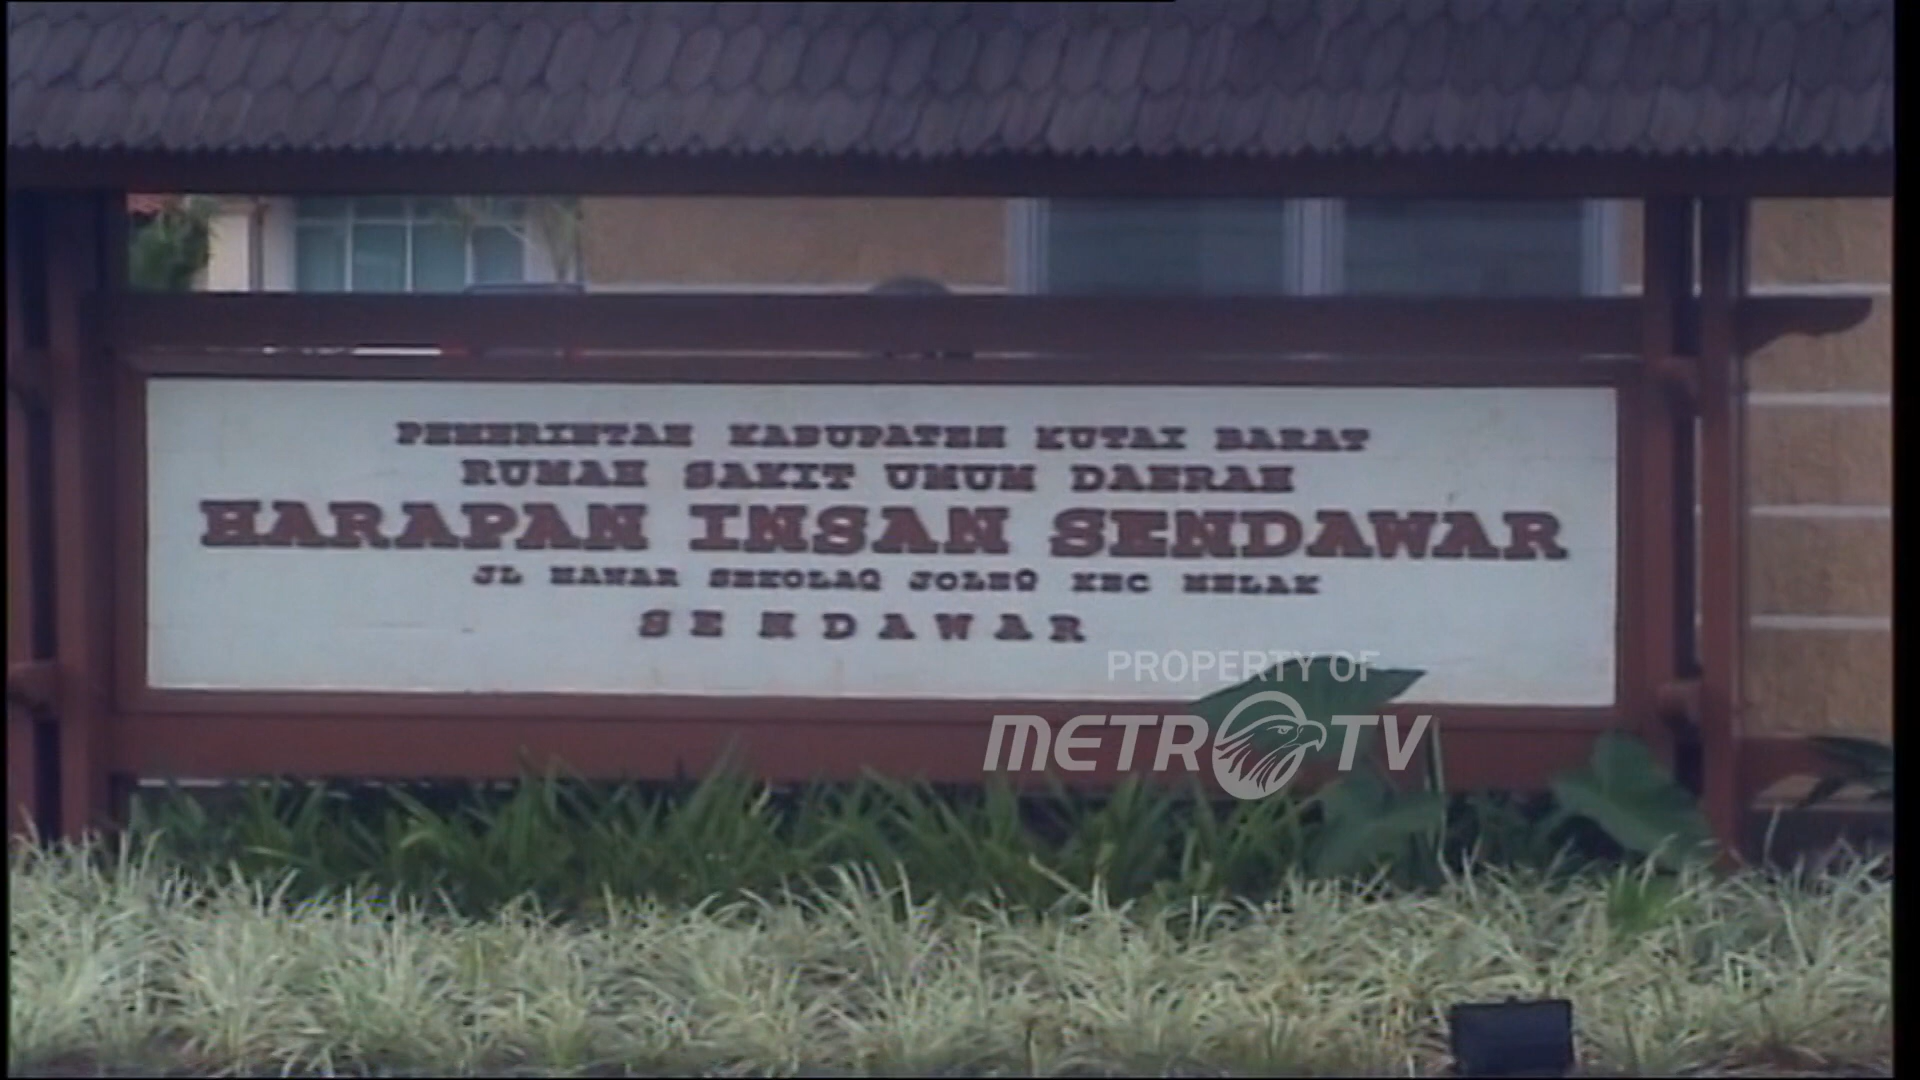 PEMERINTAH KABUPATEN KUTAI BARAT
RUMAH SAKIT UMUM DAERAH
HARAPAN INSAN SENDAWAR
JL MAWAR SEKOLAQ JOLEQ KEC MELAK
SENDAWAR
PROPERTY OF
METRO TV